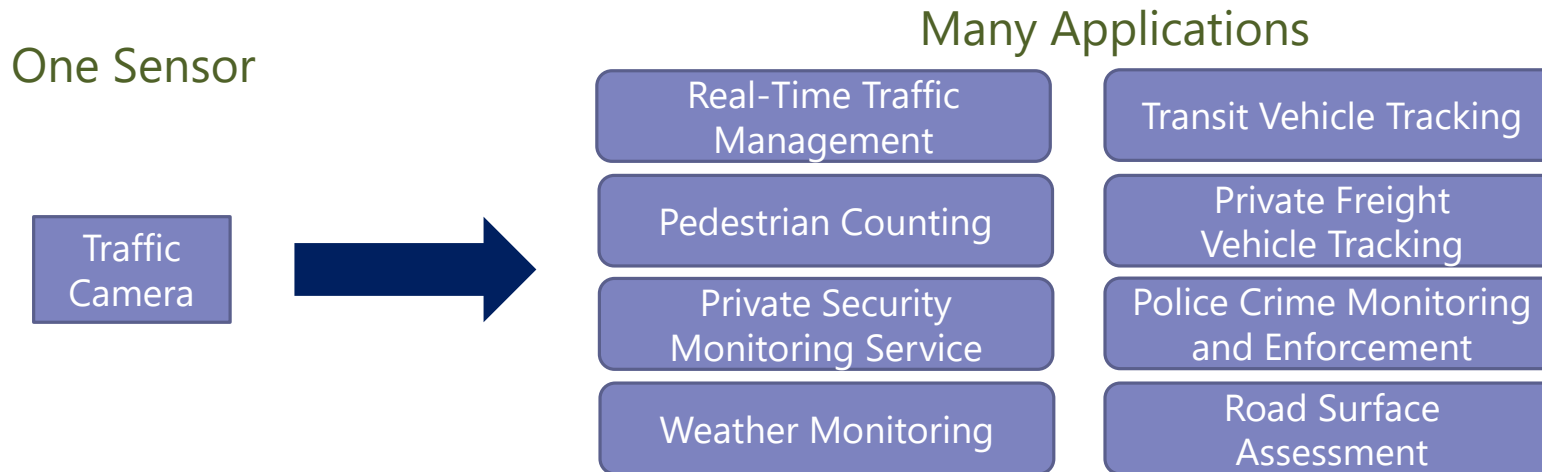 One Sensor
Many Applications
Traffic
Camera
Real-Time Traffic
Management
Transit Vehicle Tracking
Pedestrian Counting
Private Freight
Vehicle Tracking
Private Security
Monitoring Service
Police Crime Monitoring
and Enforcement
Weather Monitoring
Road Surface
Assessment